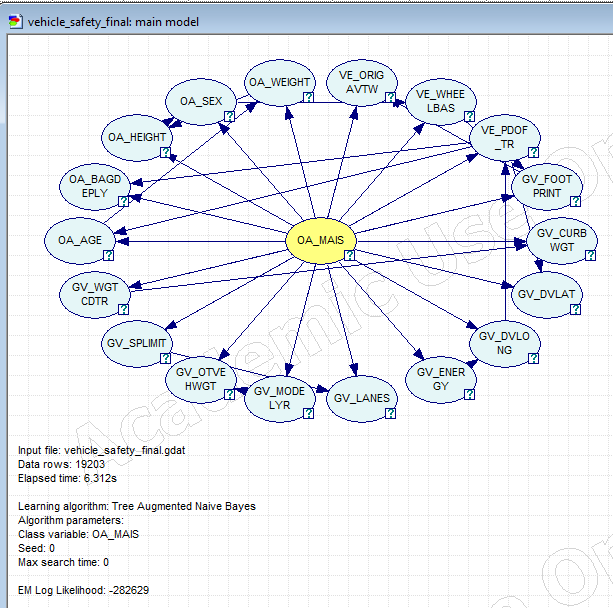 vehicle_safety_final: main model
OA_WEIGHT
VE_ORIG
AVTW
OA_SEX
VE_WHEE
LBAS
OA_HEIGHT
VE_PDOF
_TR
OA_BAGD
EPLY
GV_FOOT
PRINT
OA_AGE
OA_MAIS
GV_CURB
WGT
GV_WGT
CDTR
GV_DVLAT
GV_SPLIMIT
GV_DVLO
NG
GV_OTVE
HWGT
GV_MODE
LYR
GV_LANES
GV_ENER
GY
Input file: vehicle_safety_final.gdat
Data rows: 19203
Elapsed time: 6.312s
Learning algorithm: Tree Augmented Naive Bayes
Algorithm parameters:
Class variable: OA_MAIS
Seed: 0
Max search time: 0
EM Log Likelihood: -282629
Academic Use On